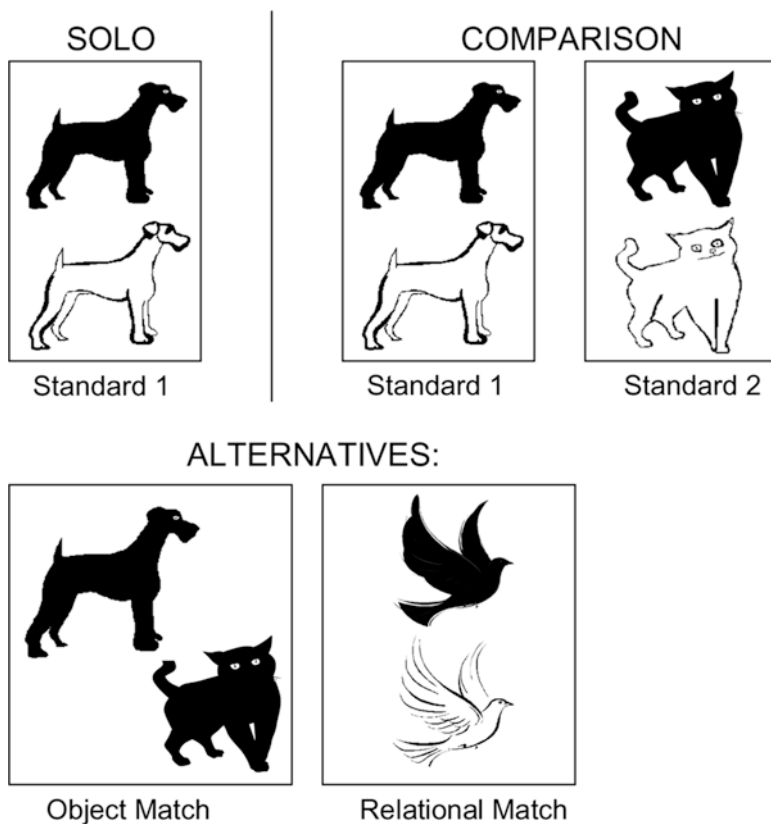 SOLO
COMPARISON
Standard 1
Standard 1
Standard 2
ALTERNATIVES:
Object Match
Relational Match